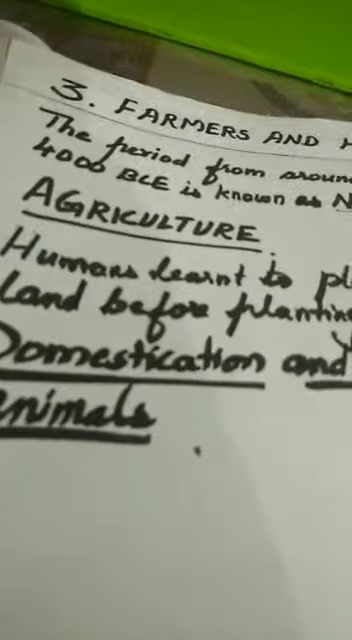 3. FARMERS AND H
The period from aroun
4000 BCE is known as N
AGRICULTURE.
Humans learnt to pl
land before plantin
Domestication and
animals.